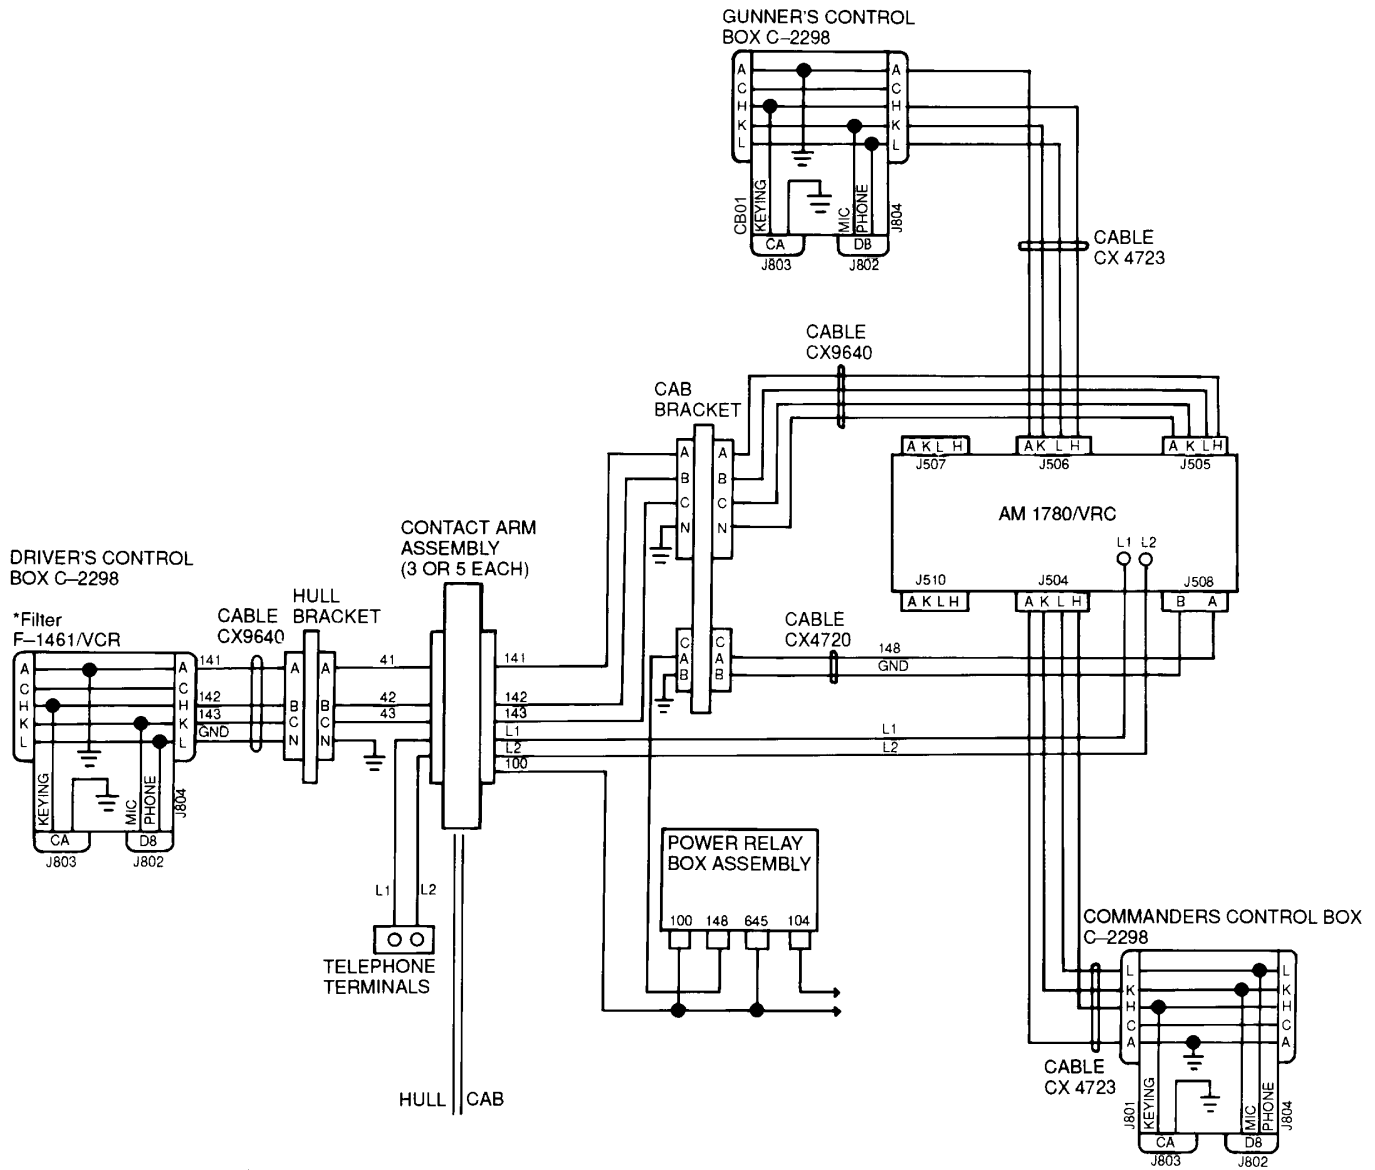 GUNNER'S CONTROL
BOX C–2298
A
C
H
K
L
A
C
H
K
L
CB01
KEYING
MIC
PHONE
J804
CA
DB
J803
J802
CABLE
CX 4723
CABLE
CX9640
CAB
BRACKET
A
B
C
N
A
B
C
N
A K L H
J507
A K L H
J506
A K L H
J505
AM 1780/VRC
L1 L2
J510
A K L H
J504
A K L H
J508
B A
CONTACT ARM
ASSEMBLY
(3 OR 5 EACH)
DRIVER'S CONTROL
BOX C–2298
*Filter
F–1461/VCR
CABLE
CX9640
HULL
BRACKET
A
C
H
K
L
A
C
H
K
L
141
142
143
GND
A
B
C
N
A
B
C
N
41
42
43
141
142
143
L1
L2
100
C
A
B
C
A
B
CABLE
CX4720
148
GND
L1
L2
KEYING
MIC
PHONE
J804
CA
D8
J803
J802
L1
L2
TELEPHONE
TERMINALS
POWER RELAY
BOX ASSEMBLY
100 148 645 104
HULL
CAB
COMMANDERS CONTROL BOX
C–2298
L
K
H
C
A
L
K
H
C
A
CABLE
CX 4723
J801
KEYING
MIC
PHONE
J804
CA
D8
J803
J802